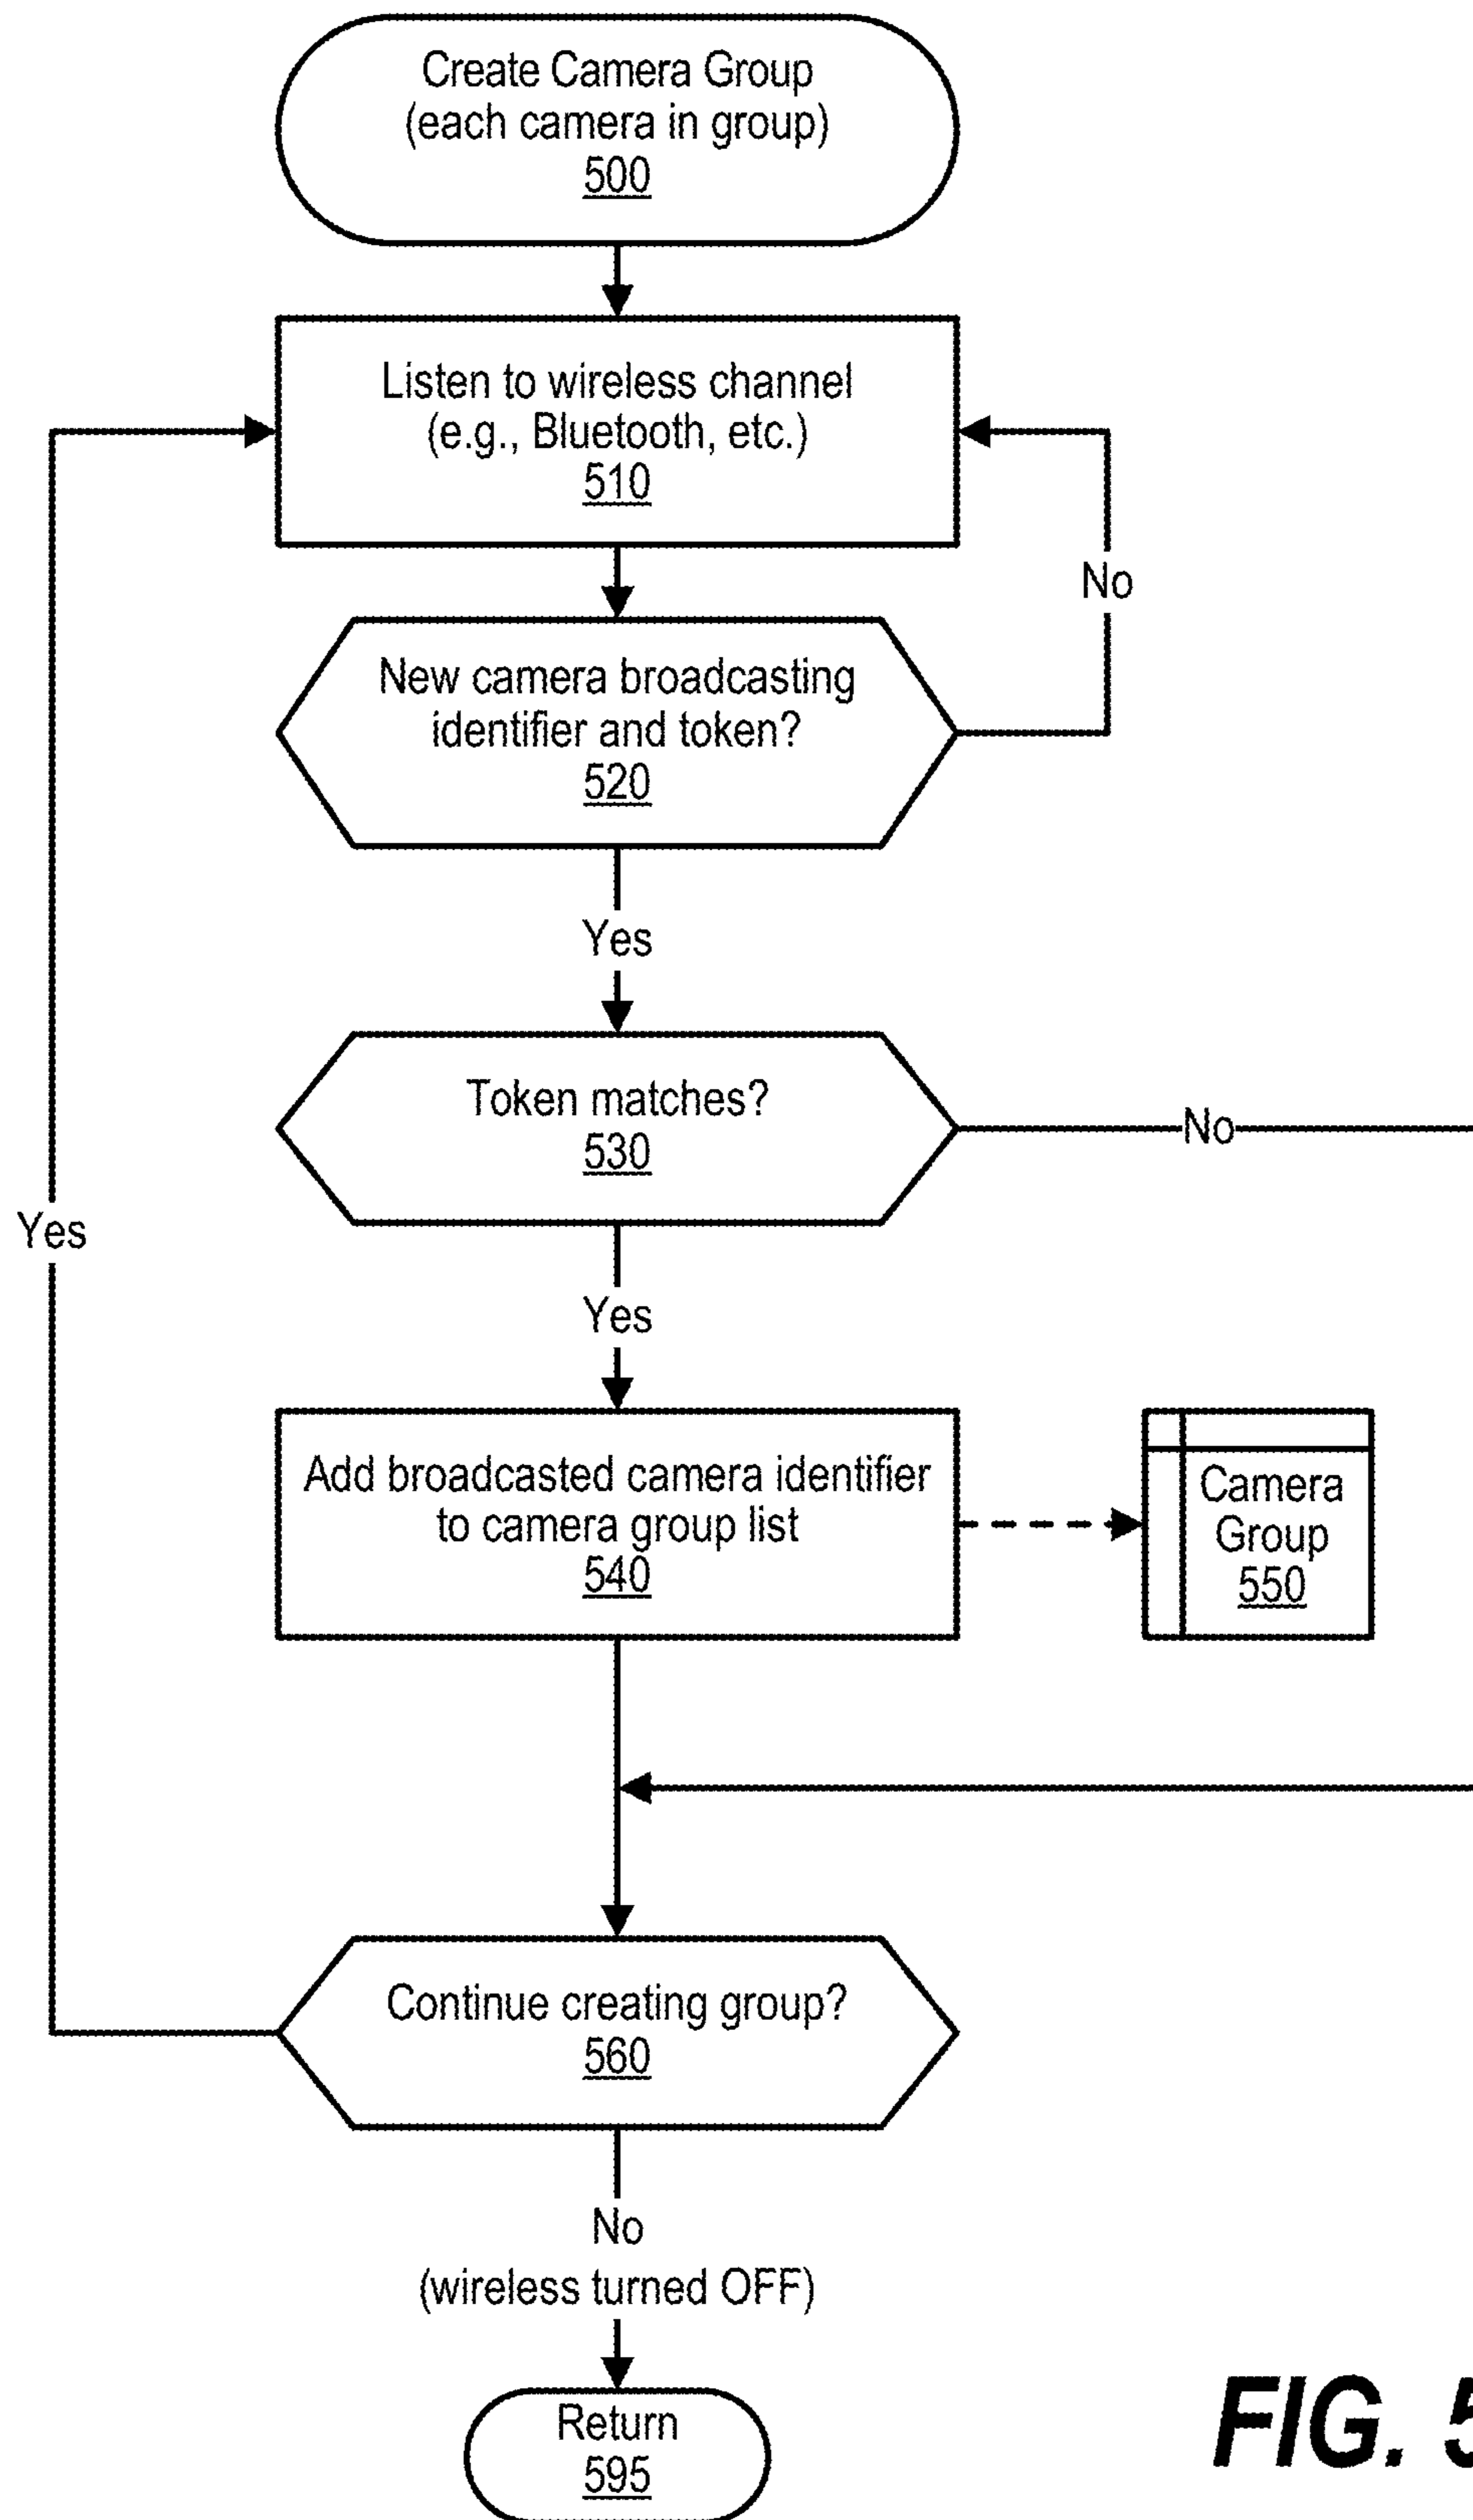 Create Camera Group
(each camera in group)
500
Listen to wireless channel
(e.g., Bluetooth, etc.)
510
No
New camera broadcasting
identifier and token?
520
Yes
Token matches?
530
No
Yes
Yes
Add broadcasted camera identifier
to camera group list
540
Camera
Group
550
Continue creating group?
560
No
(wireless turned OFF)
Return
595
FIG. 5